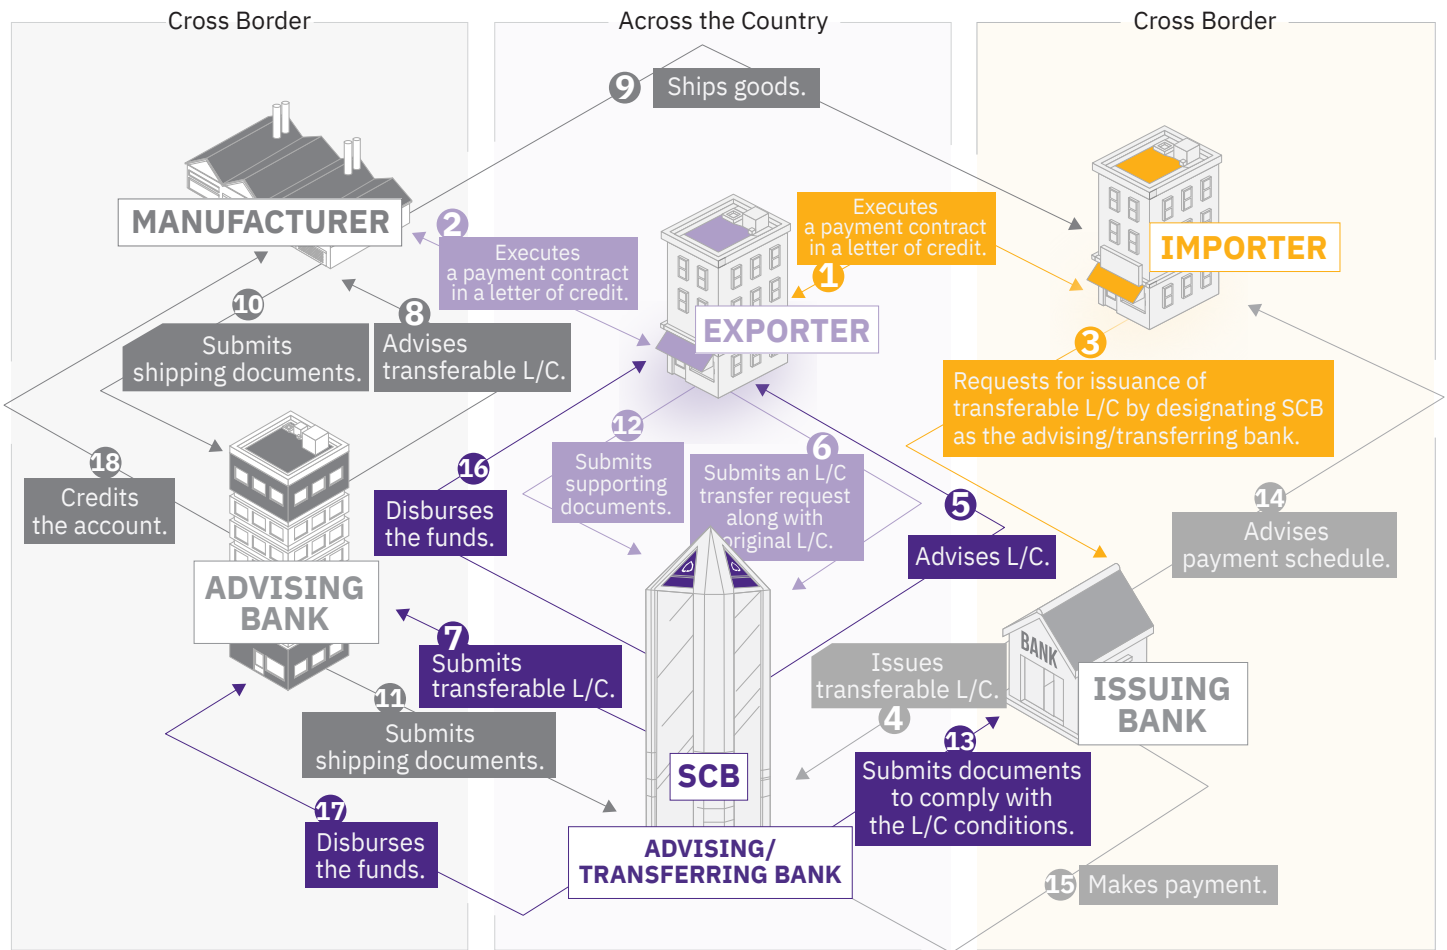 Cross Border
Across the Country
Cross Border
9
Ships goods.
MANUFACTURER
2
Executes
a payment contract
in a letter of credit.
Executes
a payment contract
in a letter of credit.
1
IMPORTER
EXPORTER
10
Submits
shipping documents.
8
Advises
transferable L/C.
3
Requests for issuance of
transferable L/C by designating SCB
as the advising/transferring bank.
12
Submits
supporting
documents.
6
Submits an L/C
transfer request
along with
original L/C.
18
Credits
the account.
16
Disburses
the funds.
5
Advises L/C.
14
Advises
payment schedule.
ADVISING
BANK
7
Submits
transferable L/C.
BANK
Issues
transferable L/C.
4
ISSUING
BANK
11
Submits
shipping documents.
SCB
13
Submits documents
to comply with
the L/C conditions.
17
Disburses
the funds.
ADVISING/
TRANSFERRING BANK
15
Makes payment.